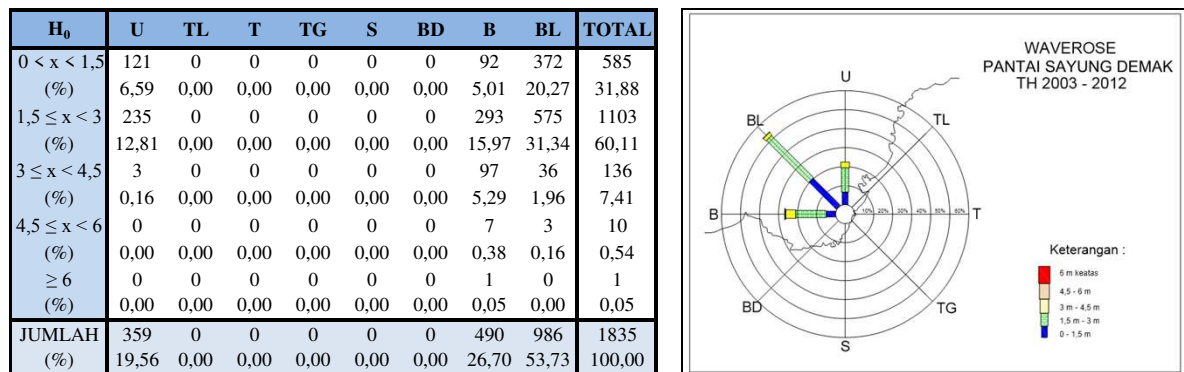 H₀ U TL T TG S BD B BL TOTAL
0 < x < 1,5 121 0 0 0 0 0 92 372 585
(%) 6,59 0,00 0,00 0,00 0,00 0,00 5,01 20,27 31,88
1,5 ≤ x < 3 235 0 0 0 0 0 293 575 1103
(%) 12,81 0,00 0,00 0,00 0,00 0,00 15,97 31,34 60,11
3 ≤ x < 4,5 3 0 0 0 0 0 97 36 136
(%) 0,16 0,00 0,00 0,00 0,00 0,00 5,29 1,96 7,41
4,5 ≤ x < 6 0 0 0 0 0 0 7 3 10
(%) 0,00 0,00 0,00 0,00 0,00 0,00 0,38 0,16 0,54
≥ 6 0 0 0 0 0 0 1 0 1
(%) 0,00 0,00 0,00 0,00 0,00 0,00 0,05 0,00 0,05
JUMLAH 359 0 0 0 0 0 490 986 1835
(%) 19,56 0,00 0,00 0,00 0,00 0,00 26,70 53,73 100,00
WAVEROSE
PANTAI SAYUNG DEMAK
TH 2003 - 2012
U
BL TL
B 10% 20% 30% 40% 50% 60% T
BD TG
S
Keterangan :
6 m keatas
4,5 - 6 m
3 m - 4,5 m
1,5 m - 3 m
0 - 1,5 m